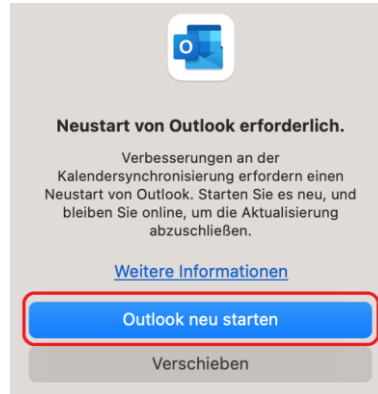 Neustart von Outlook erforderlich.
Verbesserungen an der
Kalendersynchronisierung erfordern einen
Neustart von Outlook. Starten Sie es neu, und
bleiben Sie online, um die Aktualisierung
abzuschließen.
Weitere Informationen
Outlook neu starten
Verschieben